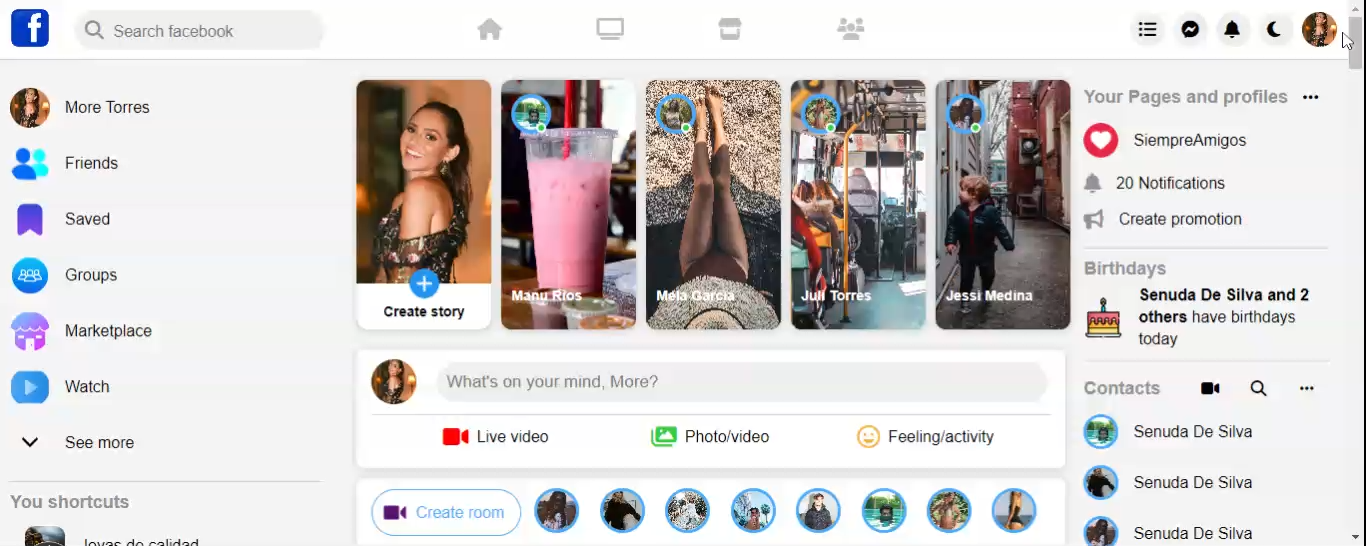 f
Search facebook
More Torres
Friends
Saved
Groups
Marketplace
Watch
See more
You shortcuts
Joyas de calidad
Create story
Manu Rios
Mela Garcia
Juli Torres
Jessi Medina
What's on your mind, More?
Live video
Photo/video
Feeling/activity
Create room
Your Pages and profiles
SiempreAmigos
20 Notifications
Create promotion
Birthdays
Senuda De Silva and 2
others have birthdays
today
Contacts
Senuda De Silva
Senuda De Silva
Senuda De Silva